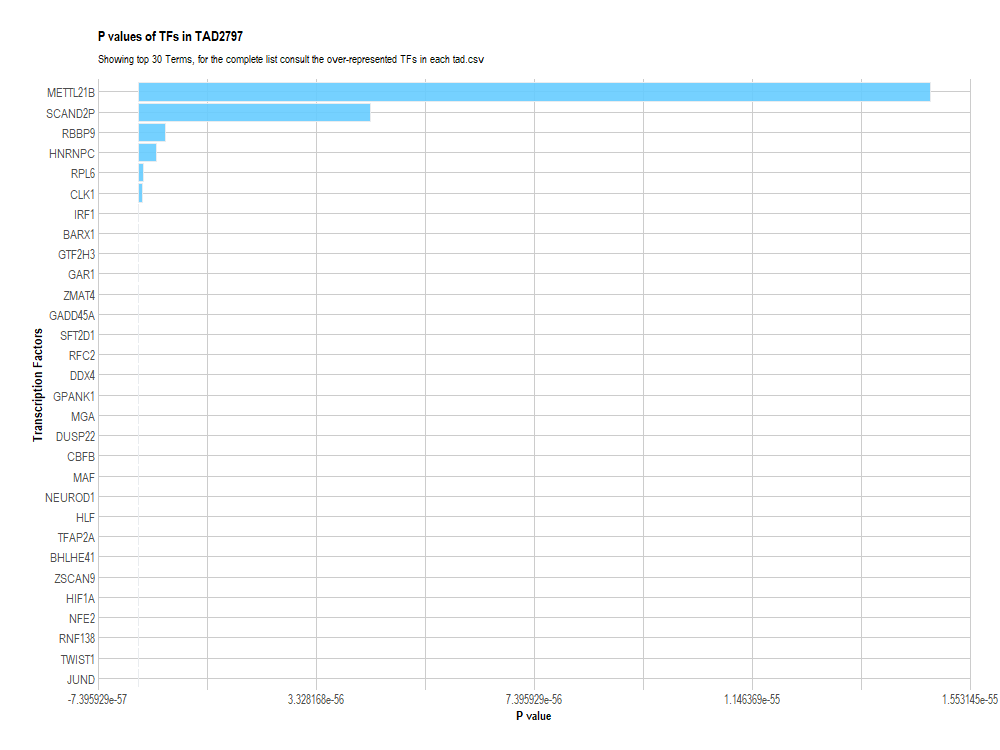 P values of TFs in TAD2797
Showing top 30 Terms, for the complete list consult the over-represented TFs in each tad.csv
METTL21B
SCAND2P
RBBP9
HNRNPC
RPL6
CLK1
IRF1
BARX1
GTF2H3
GAR1
ZMAT4
GADD45A
SFT2D1
RFC2
DDX4
GPANK1
MGA
DUSP22
CBFB
MAF
NEUROD1
HLF
TFAP2A
BHLHE41
ZSCAN9
HIF1A
NFE2
RNF138
TWIST1
JUND
Transcription Factors
-7.395929e-57 3.328168e-56 7.395929e-56 1.146369e-55 1.553145e-55
P value